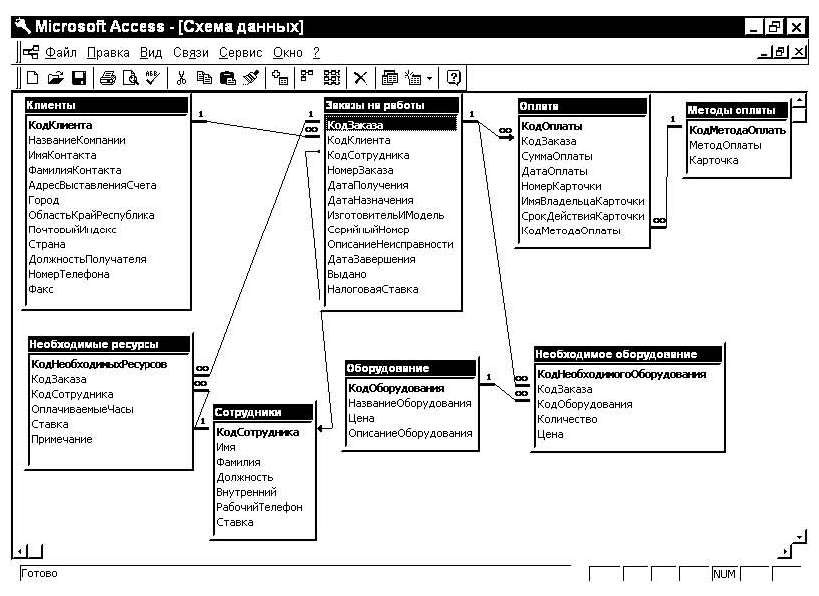 Microsoft Access - [Схема данных]
Файл Правка Вид Связи Сервис Окно ?
Клиенты
КодКлиента
НазваниеКомпании
ИмяКонтакта
ФамилияКонтакта
АдресВыставленияСчета
Город
ОбластьКрайРеспублика
ПочтовыйИндекс
Страна
ДолжностьПолучателя
НомерТелефона
Факс
1
∞
1
Заказы на работы
КодЗаказа
КодКлиента
КодСотрудника
НомерЗаказа
ДатаПолучения
ДатаНазначения
ИзготовительИМодель
СерийныйНомер
ОписаниеНеисправности
ДатаЗавершения
Выдано
НалоговаяСтавка
1
∞
Оплата
КодОплаты
КодЗаказа
СуммаОплаты
ДатаОплаты
НомерКарточки
ИмяВладельцаКарточки
СрокДействияКарточки
КодМетодаОплаты
∞
1
Методы оплаты
КодМетодаОплать
МетодОплаты
Карточка
Необходимые ресурсы
КодНеобходимыхРесурсов
КодЗаказа
КодСотрудника
ОплачиваемыеЧасы
Ставка
Примечание
∞
∞
1
Сотрудники
КодСотрудника
Имя
Фамилия
Должность
Внутренний
РабочийТелефон
Ставка
Оборудование
КодОборудования
НазваниеОборудования
Цена
ОписаниеОборудования
1
∞
∞
Необходимое оборудование
КодНеобходимогоОборудования
КодЗаказа
КодОборудования
Количество
Цена
Готово
NUM